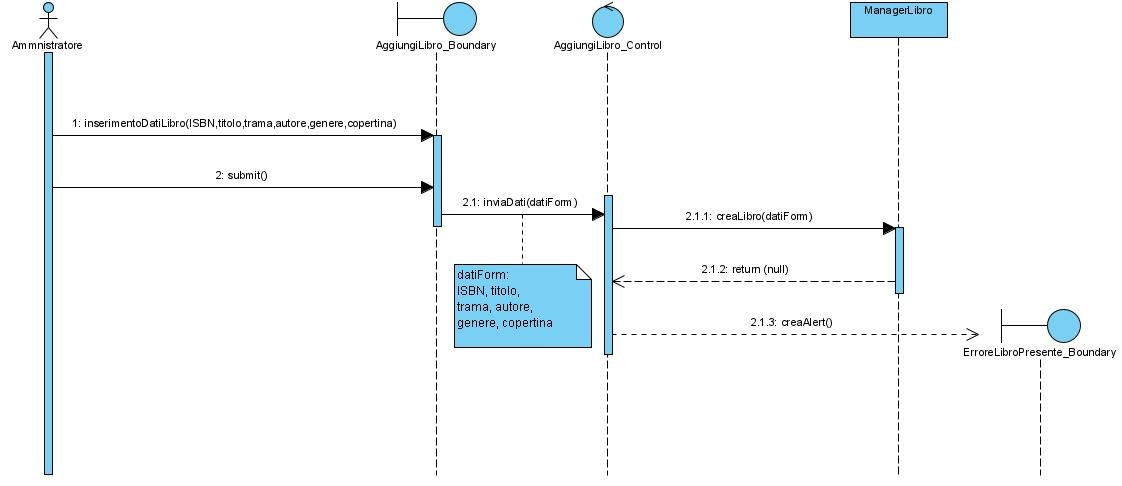 ManagerLibro
Ammnistratore
AggiungiLibro_Boundary
AggiungiLibro_Control
1: inserimentoDatiLibro(ISBN,titolo,trama,autore,genere,copertina)
2: submit()
2.1: inviaDati(datiForm)
2.1.1: creaLibro(datiForm)
2.1.2: return (null)
datiForm:
ISBN, titolo,
trama, autore,
genere, copertina
2.1.3: creaAlert()
ErroreLibroPresente_Boundary